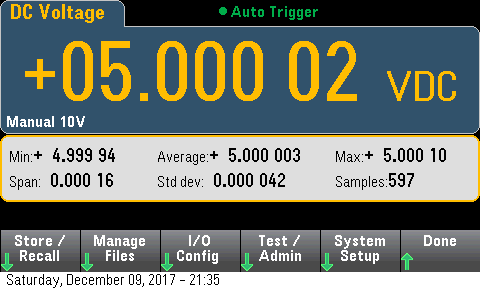 DC Voltage
Auto Trigger
+05.000 02 VDC
Manual 10V
Min:+ 4.999 94 Average:+ 5.000 003 Max:+ 5.000 10
Span: 0.000 16 Std dev: 0.000 042 Samples:597
Store / Recall
Manage Files
I/O Config
Test / Admin
System Setup
Done
Saturday, December 09, 2017 - 21:35